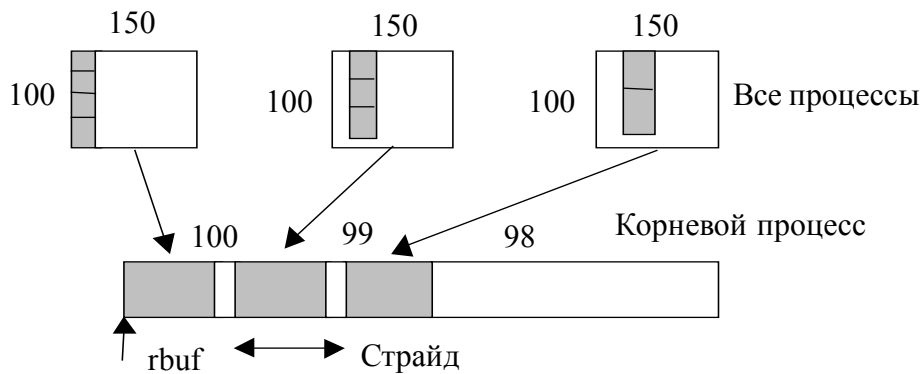 150 150 150
100 100 100 Все процессы
100 99 98 Корневой процесс
rbuf Страйд